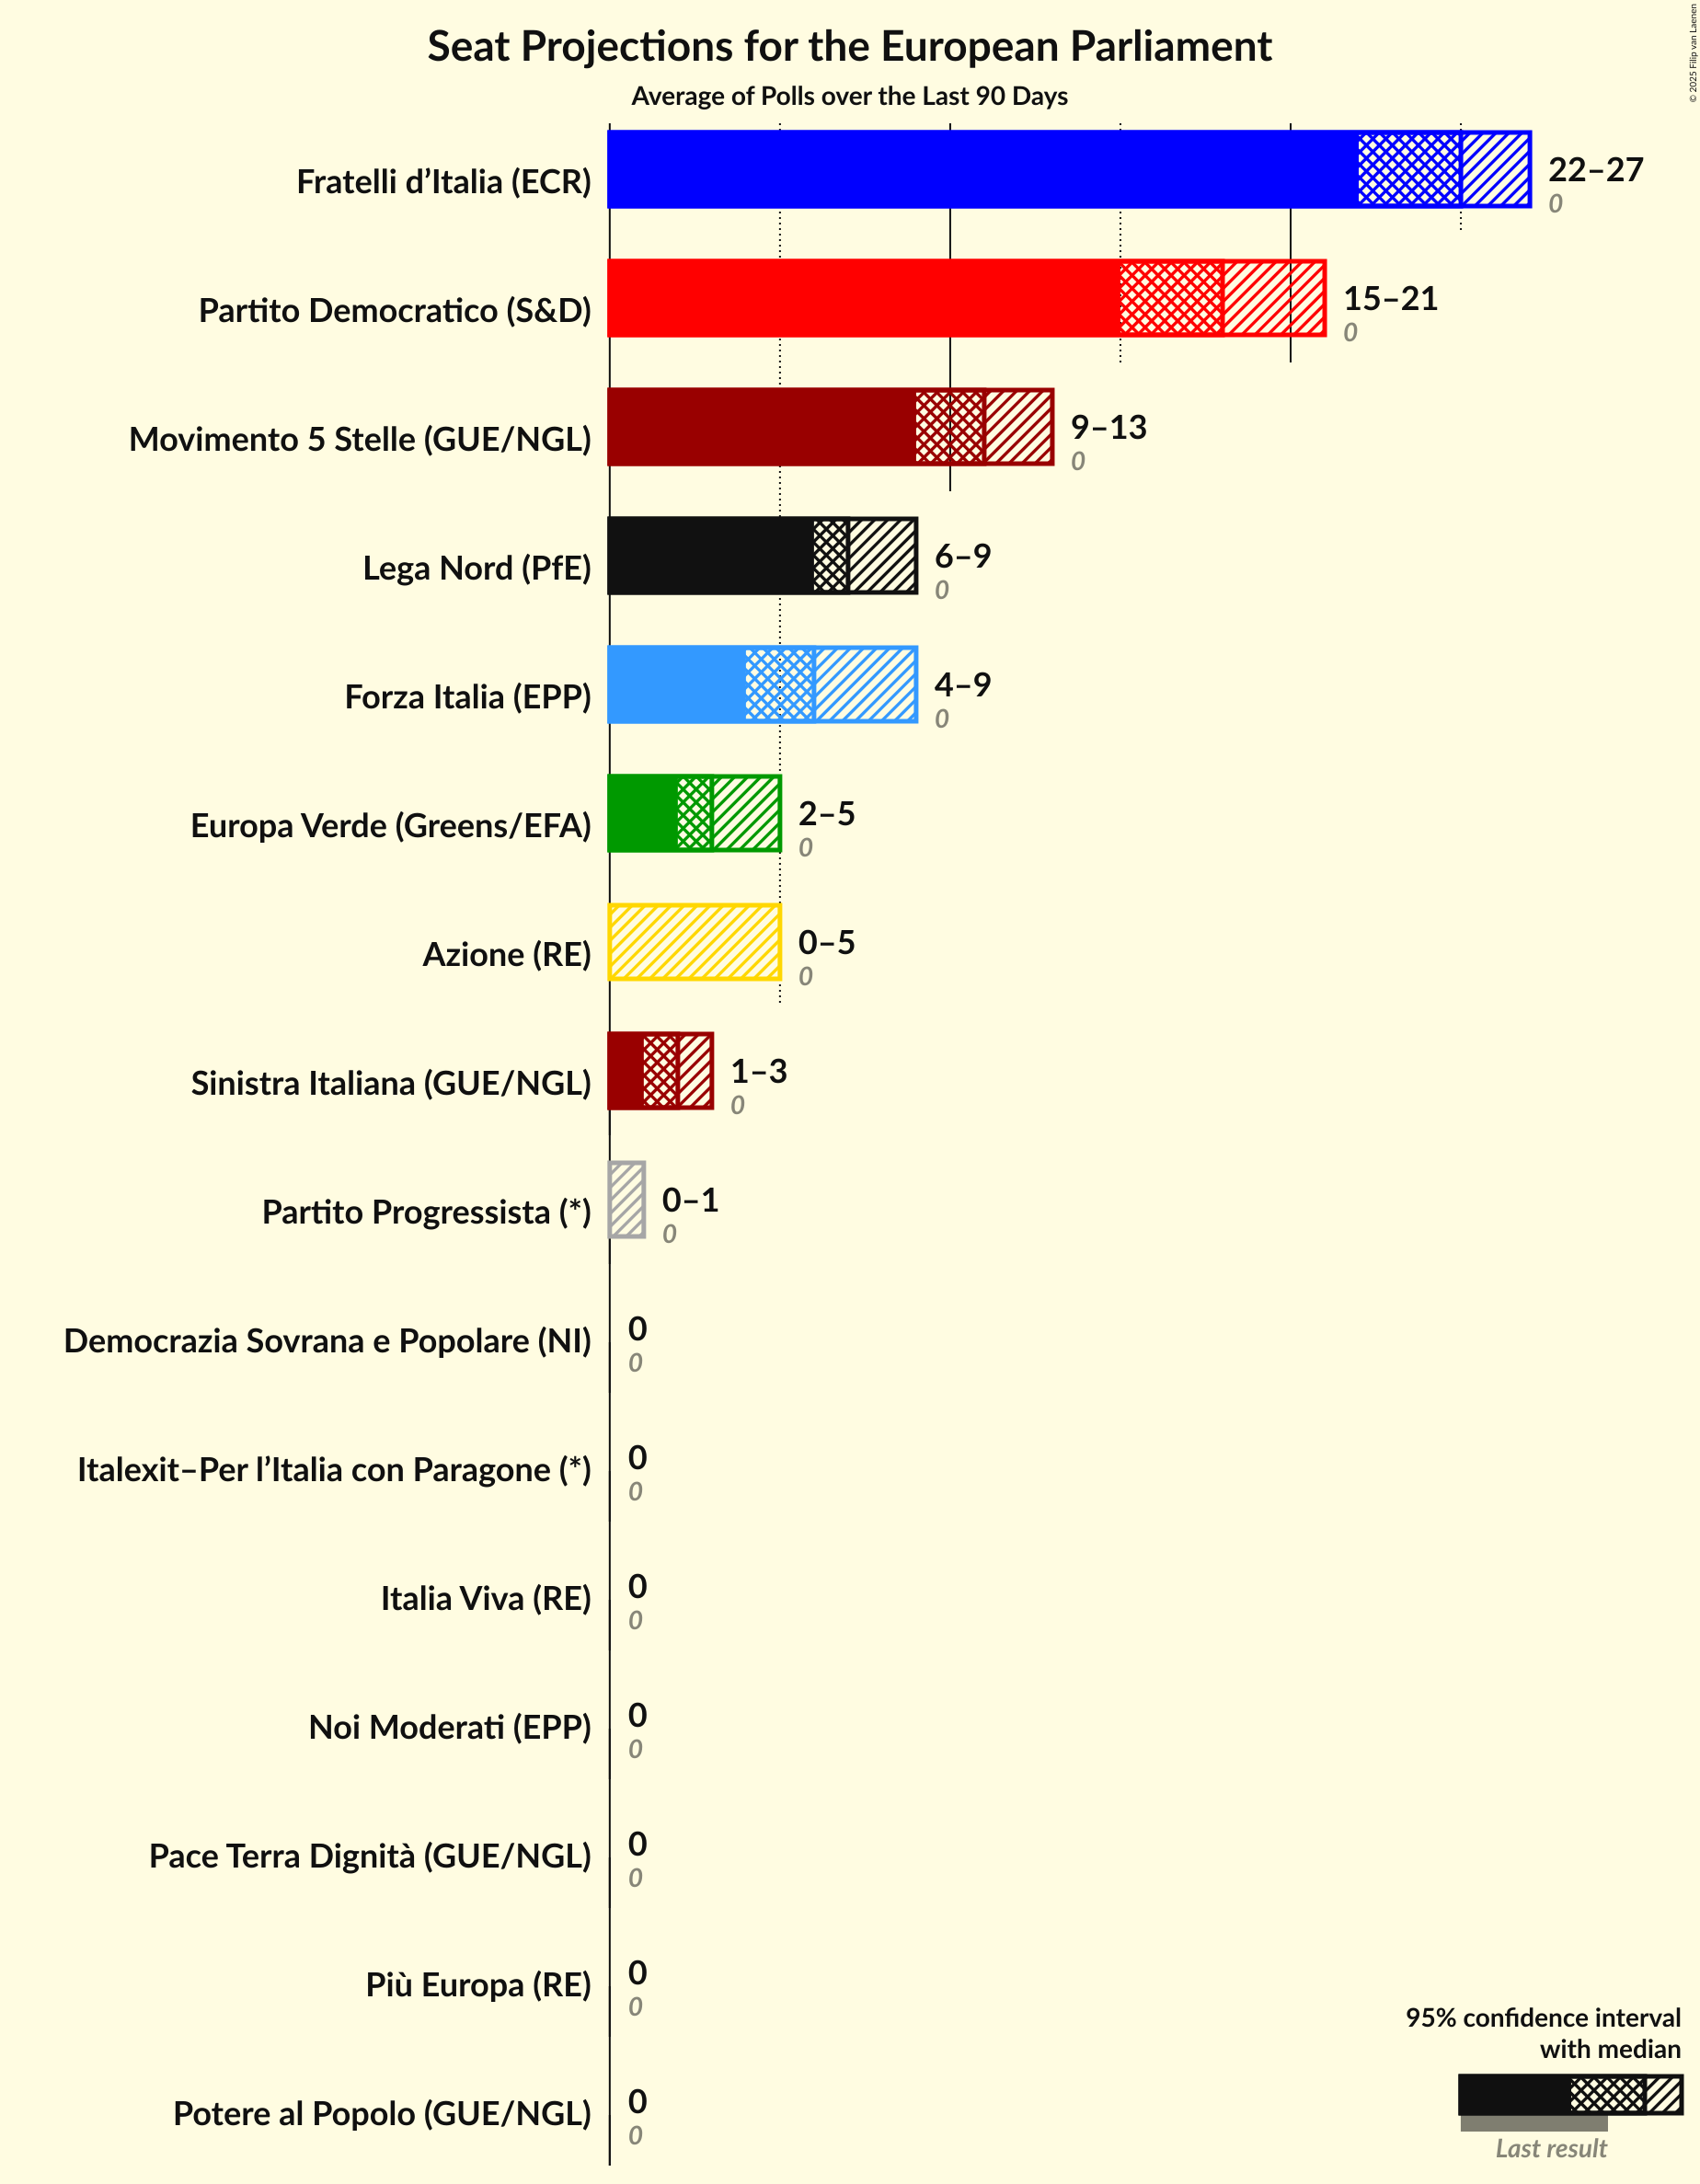 Seat Projections for the European Parliament
Average of Polls over the Last 90 Days
© 2025 Filip van Laenen
Fratelli d’Italia (ECR)
22–27
0
Partito Democratico (S&D)
15–21
0
Movimento 5 Stelle (GUE/NGL)
9–13
0
Lega Nord (PfE)
6–9
0
Forza Italia (EPP)
4–9
0
Europa Verde (Greens/EFA)
2–5
0
Azione (RE)
0–5
0
Sinistra Italiana (GUE/NGL)
1–3
0
Partito Progressista (*)
0–1
0
Democrazia Sovrana e Popolare (NI)
0
0
Italexit–Per l’Italia con Paragone (*)
0
0
Italia Viva (RE)
0
0
Noi Moderati (EPP)
0
0
Pace Terra Dignità (GUE/NGL)
0
0
Più Europa (RE)
0
0
Potere al Popolo (GUE/NGL)
0
0
95% confidence interval
with median
Last result